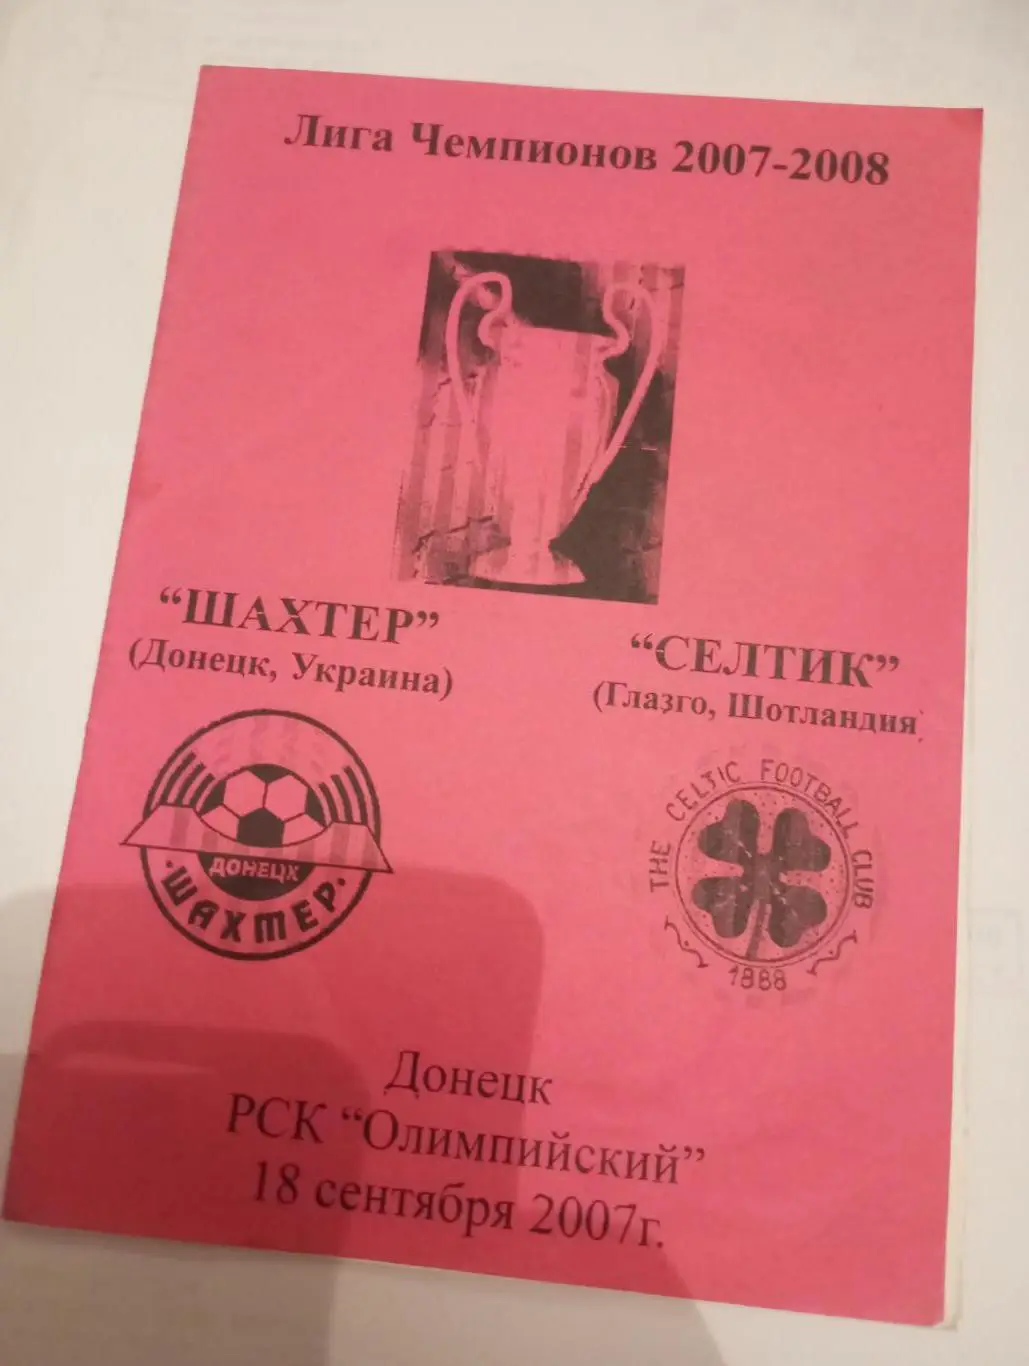 Лига Чемпионов 2007-2008
“ШАХТЕР”
(Донецк, Украина)
“СЕЛТИК”
(Глазго, Шотландия)
ДОНЕЦК
·ШАХТЕР·
THE CELTIC FOOTBALL CLUB
1888
Донецк
РСК “Олимпийский”
18 сентября 2007г.